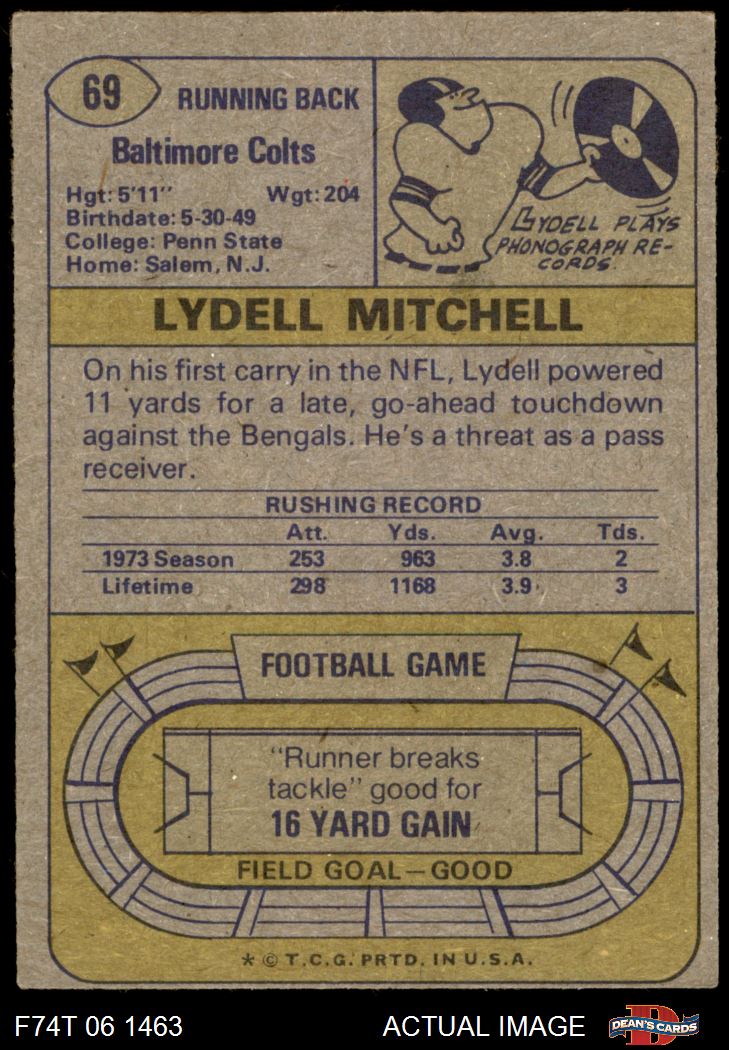 69
RUNNING BACK
Baltimore Colts
Hgt: 5'11" Wgt: 204
Birthdate: 5-30-49
College: Penn State
Home: Salem, N.J.
LYDELL PLAYS
PHONOGRAPH RE-
CORDS.
LYDELL MITCHELL
On his first carry in the NFL, Lydell powered
11 yards for a late, go-ahead touchdown
against the Bengals. He's a threat as a pass
receiver.
RUSHING RECORD
Att. Yds. Avg. Tds.
1973 Season 253 963 3.8 2
Lifetime 298 1168 3.9 3
FOOTBALL GAME
"Runner breaks
tackle" good for
16 YARD GAIN
FIELD GOAL—GOOD
* © T.C.G. PRTD. IN U.S.A.
F74T 06 1463 ACTUAL IMAGE DEAN'S CARDS